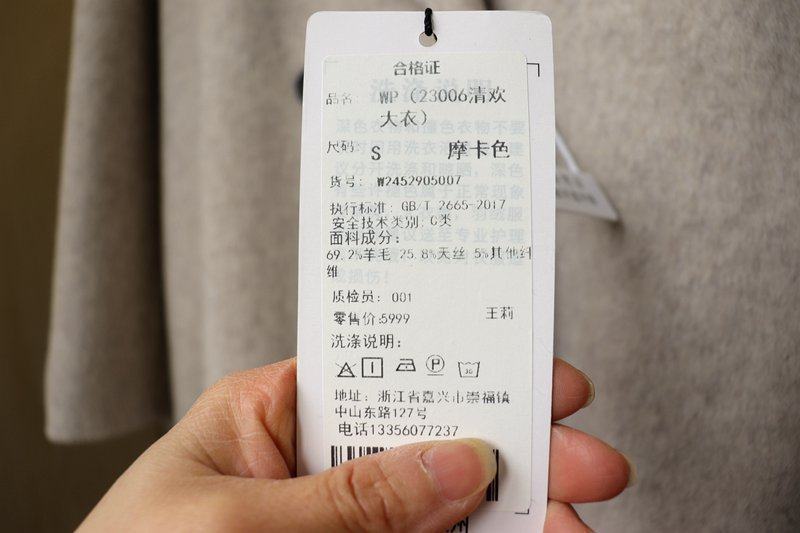 合格证
品名: WP（23006清欢
大衣）
尺码: S 摩卡色
货号: W2452905007
执行标准: GB/T 2665-2017
安全技术类别: C类
面料成分:
69.2%羊毛 25.8%天丝 5%其他纤
维
质检员: 001
零售价:5999 王莉
洗涤说明:
P
30
地址: 浙江省嘉兴市崇福镇
中山东路127号
电话13356077237